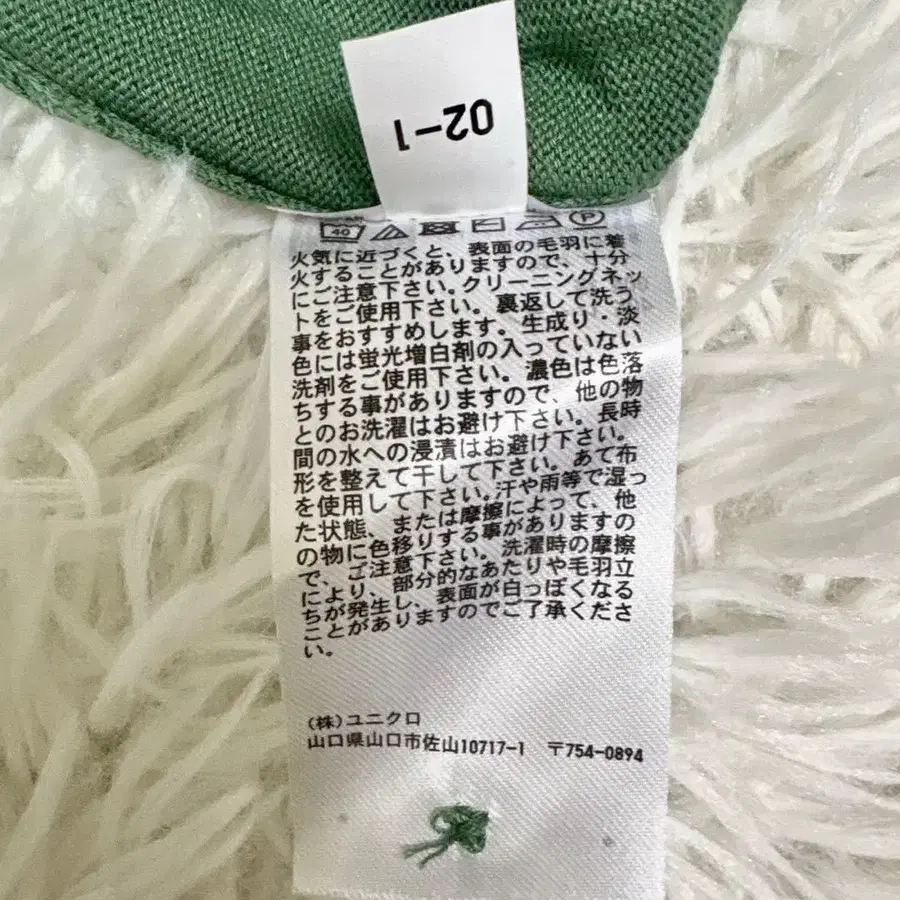 02-1
40
P
火気に近づくと、表面の毛羽に着
火することがありますので、十分
にご注意下さい。クリーニングネッ
トをご使用下さい。裏返して洗う
事をおすすめします。生成り・淡
色には蛍光増白剤の入っていない
洗剤をご使用下さい。濃色は色落
ちする事がありますので、他の物
とのお洗濯はお避け下さい。長時
間の水への浸漬はお避け下さい。
形を整えて干して下さい。あて布
を使用して下さい。汗や雨等で湿っ
た状態、または摩擦によって、他
の物に色移りする事がありますの
で、ご注意下さい。洗濯時の摩擦
により、部分的なあたりや毛羽立
ちが発生し、表面が白っぽくなる
ことがありますのでご了承くださ
い。
(株)ユニクロ
山口県山口市佐山10717-1 〒754-0894